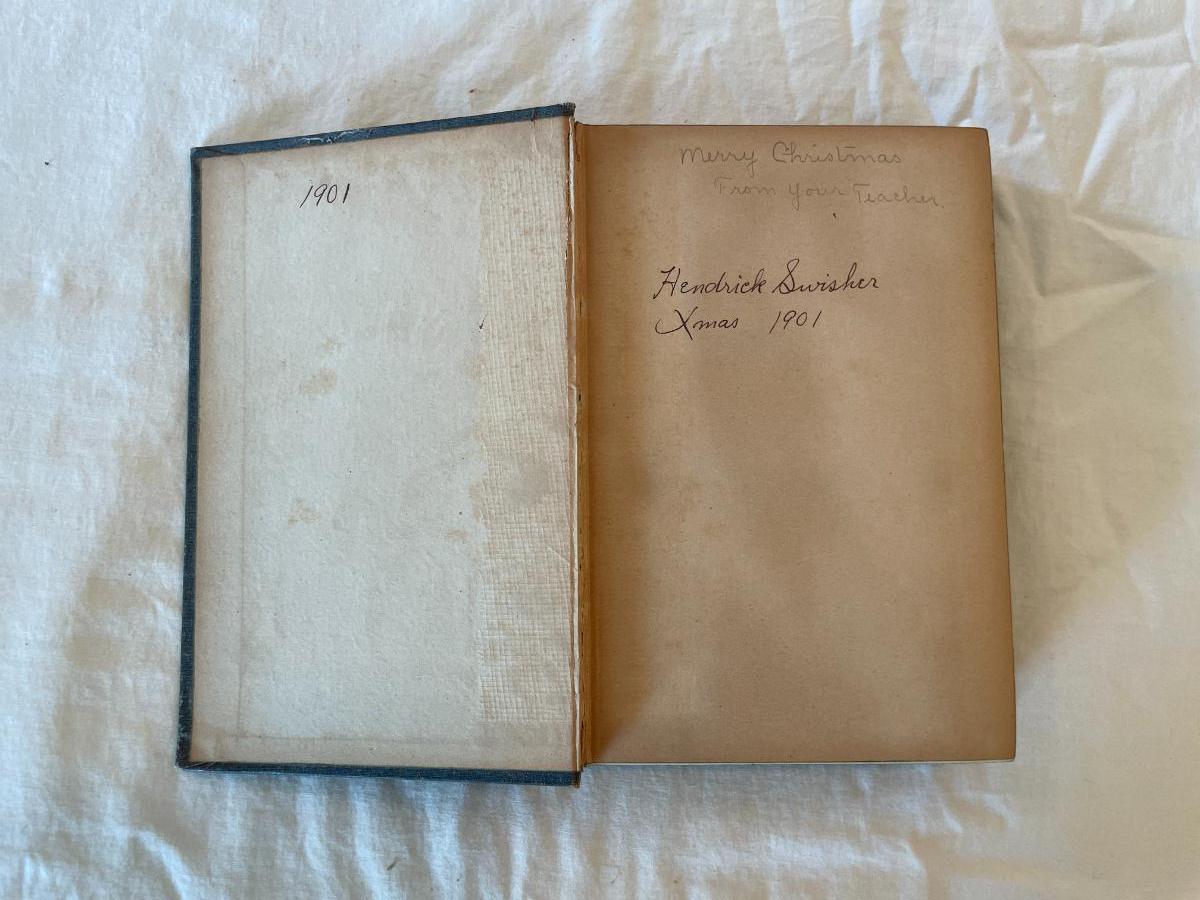 1901
Merry Christmas
From Your Teacher.
Hendrick Swisher
Xmas 1901